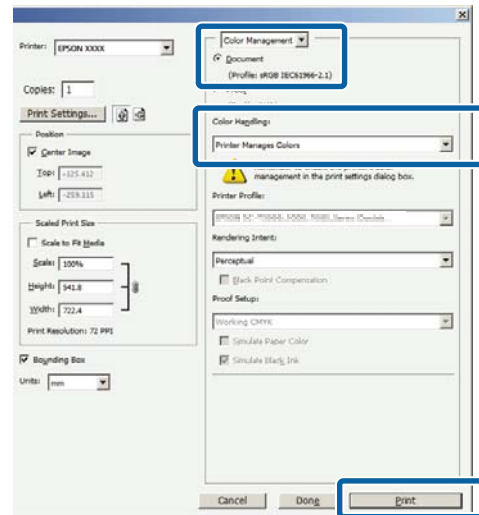 Printer: EPSON XXXX
Copies: 1
Print Settings...
Position
Center Image
Top: -125.412
Left: -259.115
Scaled Print Size
Scale to Fit Media
Scale: 100%
Height: 541.8
Width: 722.4
Print Resolution: 72 PPI
Bounding Box
Units: mm
Color Management
Document
(Profile: sRGB IEC61966-2.1)
Color Handling:
Printer Manages Colors
management in the print settings dialog box.
Printer Profile:
Rendering Intent:
Perceptual
Black Point Compensation
Proof Setup:
Working CMYK
Simulate Paper Color
Simulate Black Ink
Cancel
Done
Print